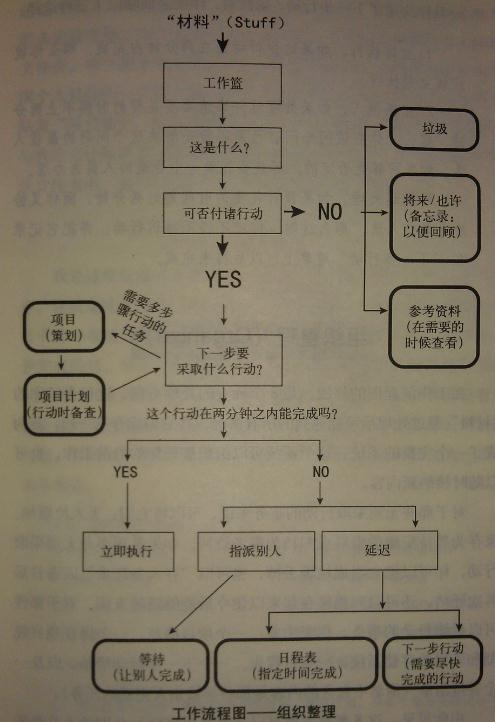 “材料”(Stuff)
工作篮
这是什么?
可否付诸行动
NO
垃圾
将来/也许
(备忘录;
以便回顾)
参考资料
(在需要的
时候查看)
YES
需要多步
骤行动的
任务
项目
(策划)
项目计划
(行动时备查)
下一步要
采取什么行动?
这个行动在两分钟之内能完成吗?
YES
NO
立即执行
指派别人
延迟
等待
(让别人完成)
日程表
(指定时间完成)
下一步行动
(需要尽快
完成的行动
工作流程图——组织整理